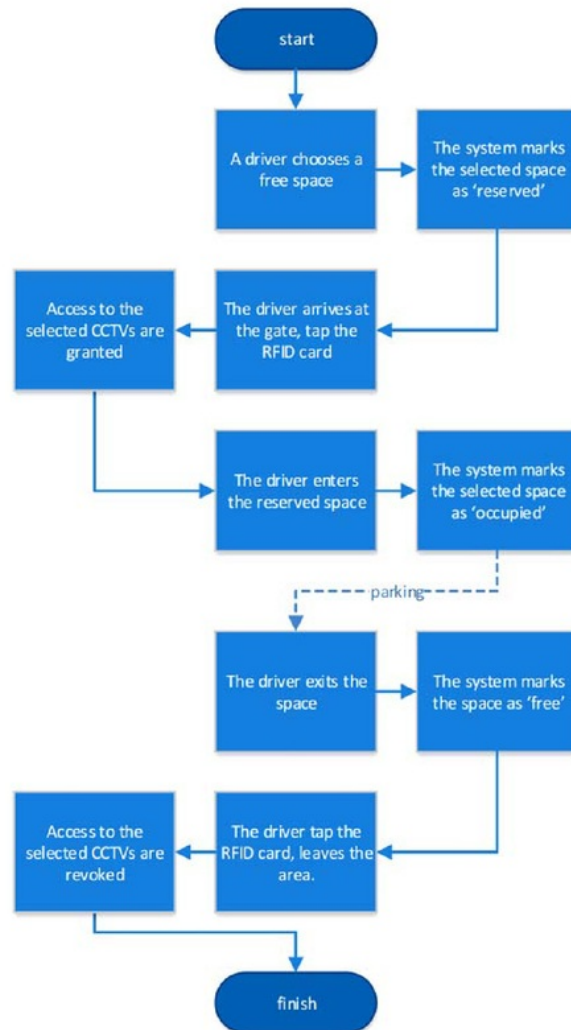 start
A driver chooses a
free space
The system marks
the selected space
as ‘reserved’
The driver arrives at
the gate, tap the
RFID card
Access to the
selected CCTVs are
granted
The driver enters
the reserved space
The system marks
the selected space
as ‘occupied’
parking
The driver exits the
space
The system marks
the space as ‘free’
The driver tap the
RFID card, leaves the
area.
Access to the
selected CCTVs are
revoked
finish